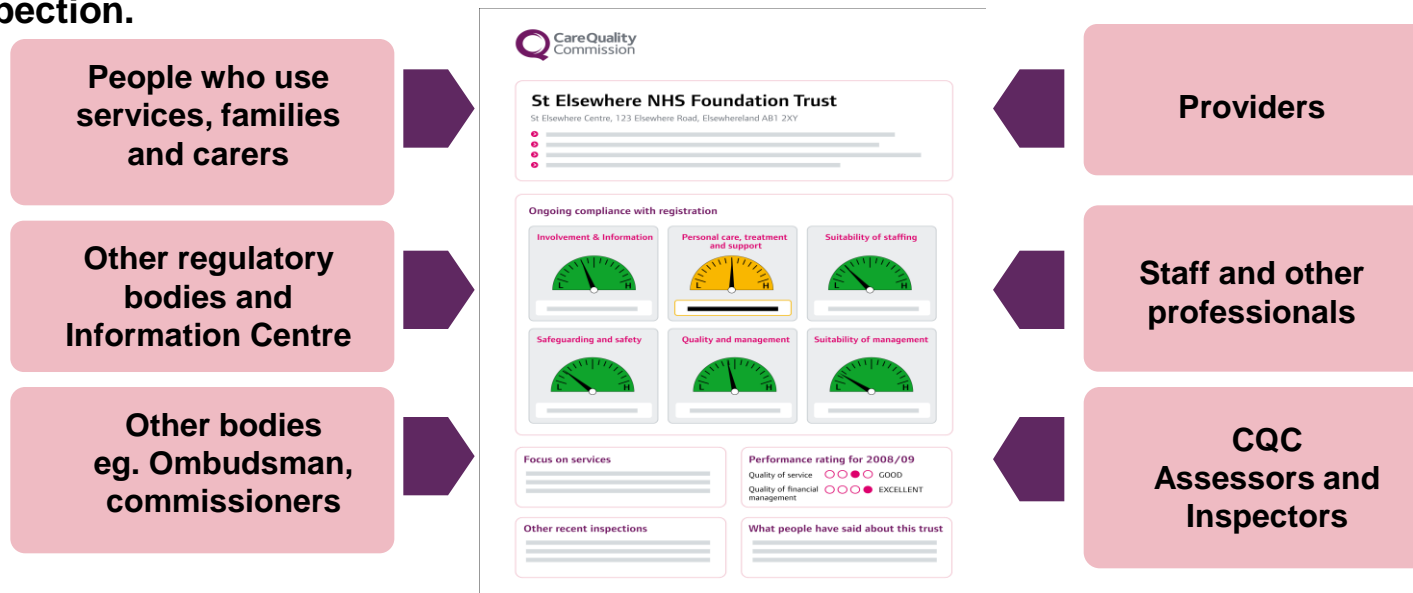 pection.
People who use
services, families
and carers
Other regulatory
bodies and
Information Centre
Other bodies
eg. Ombudsman,
commissioners
CareQuality
Commission
St Elsewhere NHS Foundation Trust
St Elsewhere Centre, 123 Elsewhere Road, Elsewhereland AB1 2XY
Ongoing compliance with registration
Involvement & Information
L H
Personal care, treatment
and support
L H
Suitability of staffing
L H
Safeguarding and safety
L H
Quality and management
L H
Suitability of management
L H
Focus on services
Performance rating for 2008/09
Quality of service GOOD
Quality of financial
management EXCELLENT
Other recent inspections
What people have said about this trust
Providers
Staff and other
professionals
CQC
Assessors and
Inspectors